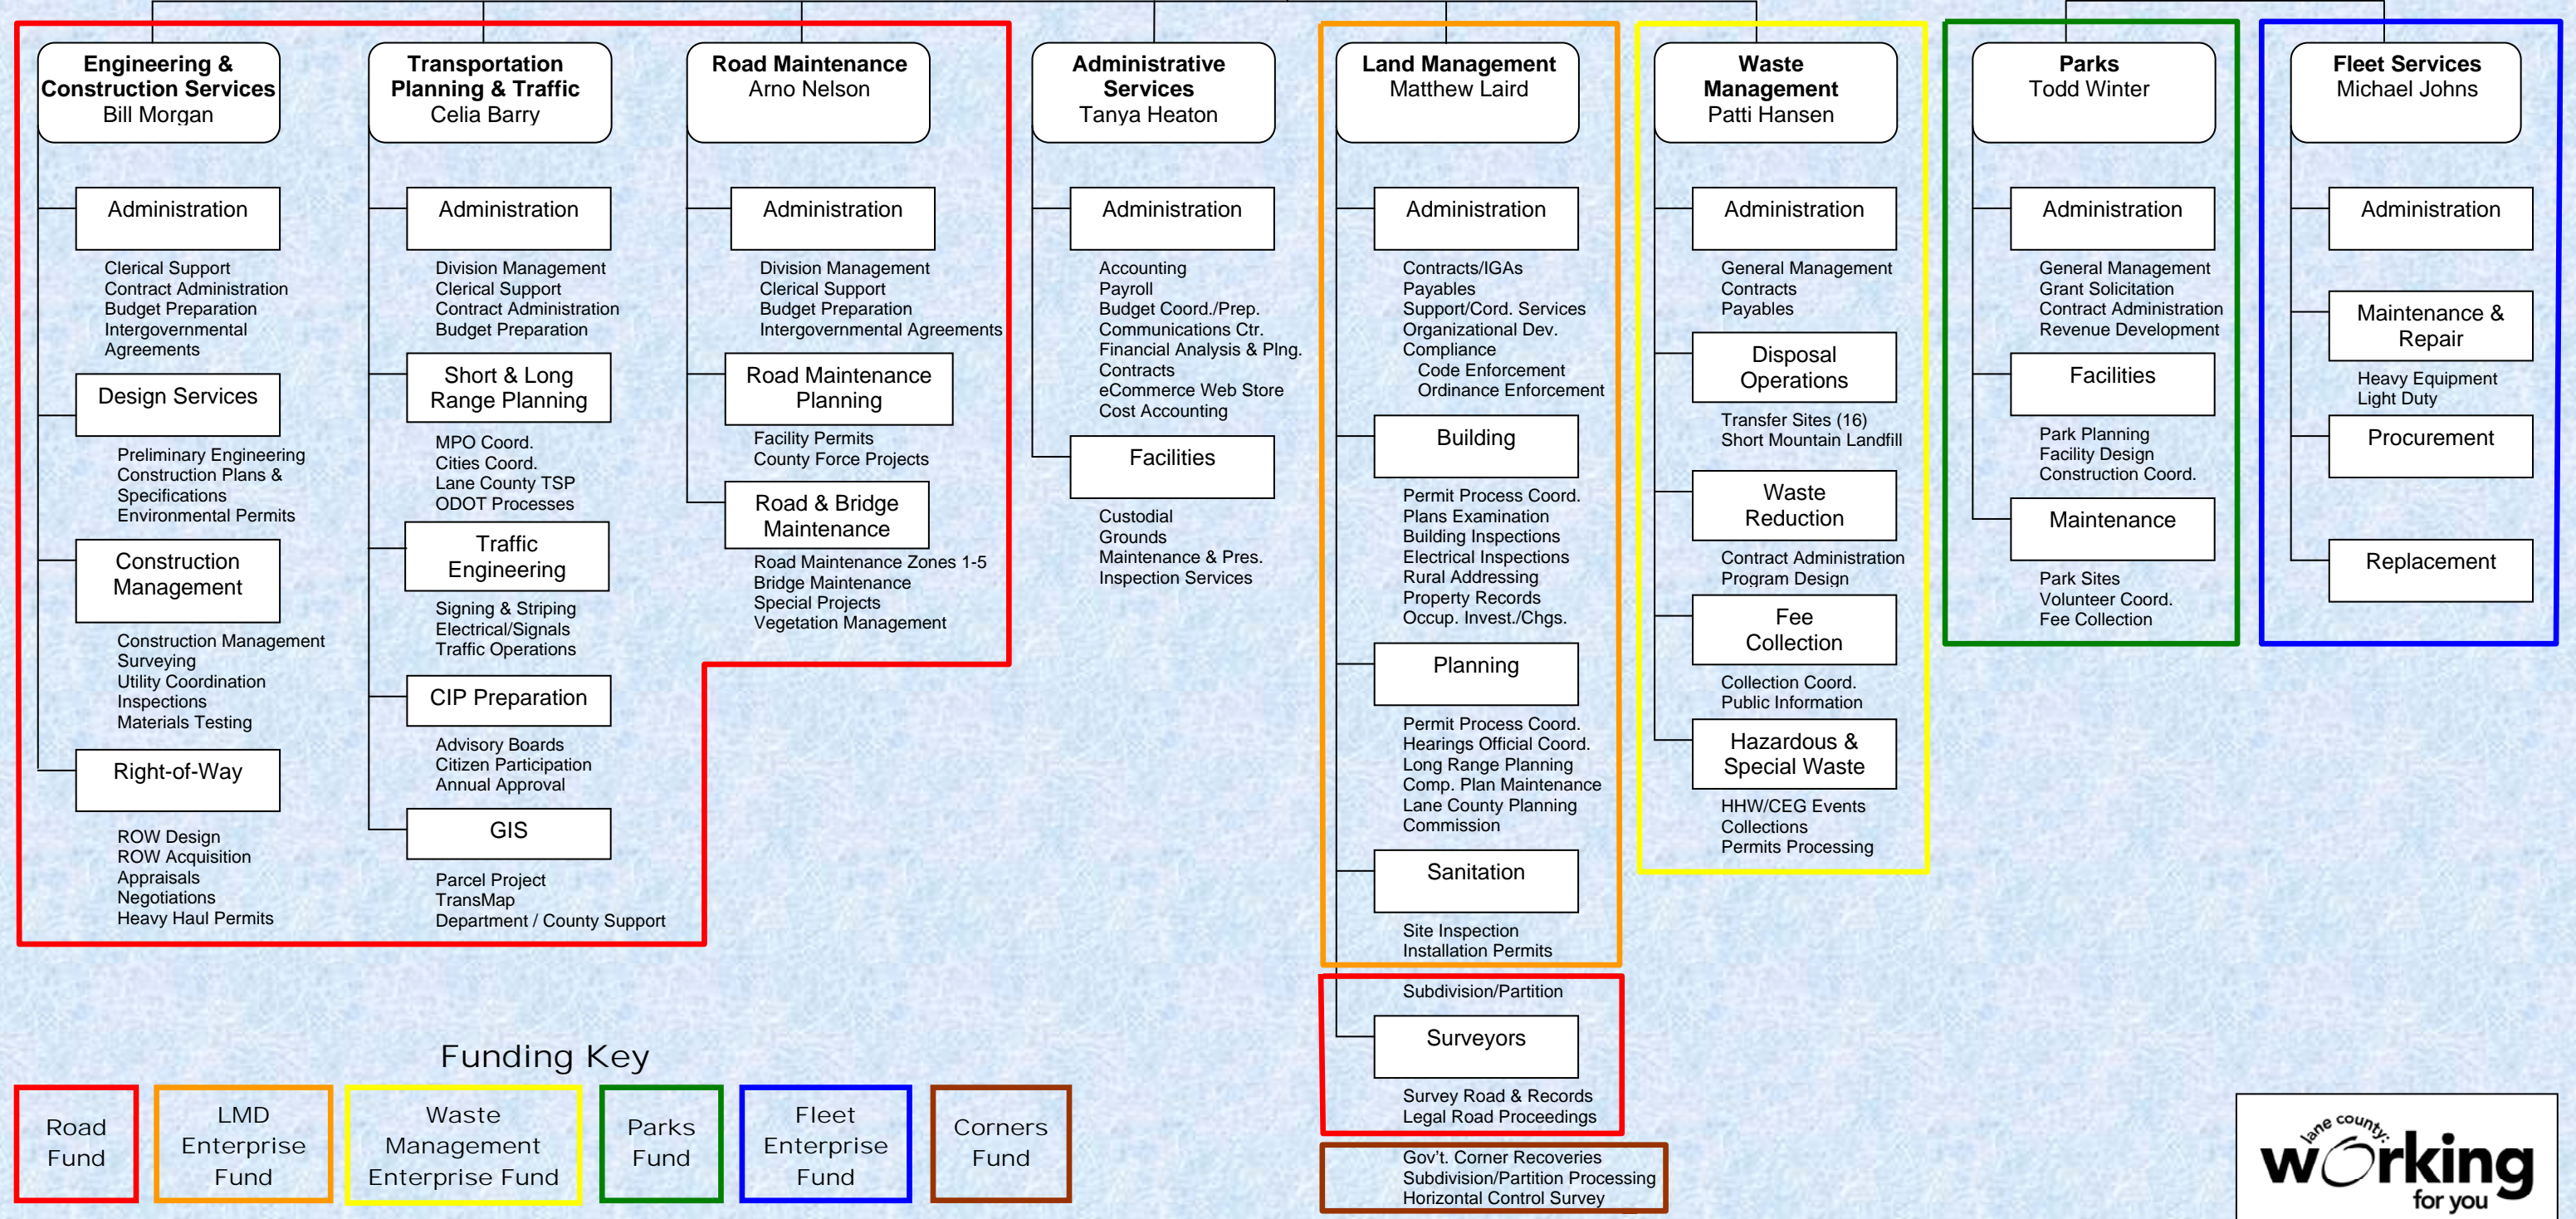 Engineering &
Construction Services
Bill Morgan
Administration
Clerical Support
Contract Administration
Budget Preparation
Intergovernmental
Agreements
Design Services
Preliminary Engineering
Construction Plans &
Specifications
Environmental Permits
Construction
Management
Construction Management
Surveying
Utility Coordination
Inspections
Materials Testing
Right-of-Way
ROW Design
ROW Acquisition
Appraisals
Negotiations
Heavy Haul Permits
Transportation
Planning & Traffic
Celia Barry
Administration
Division Management
Clerical Support
Contract Administration
Budget Preparation
Short & Long
Range Planning
MPO Coord.
Cities Coord.
Lane County TSP
ODOT Processes
Traffic
Engineering
Signing & Striping
Electrical/Signals
Traffic Operations
CIP Preparation
Advisory Boards
Citizen Participation
Annual Approval
GIS
Parcel Project
TransMap
Department / County Support
Road Maintenance
Arno Nelson
Administration
Division Management
Clerical Support
Budget Preparation
Intergovernmental Agreements
Road Maintenance
Planning
Facility Permits
County Force Projects
Road & Bridge
Maintenance
Road Maintenance Zones 1-5
Bridge Maintenance
Special Projects
Vegetation Management
Administrative
Services
Tanya Heaton
Administration
Accounting
Payroll
Budget Coord./Prep.
Communications Ctr.
Financial Analysis & Plng.
Contracts
eCommerce Web Store
Cost Accounting
Facilities
Custodial
Grounds
Maintenance & Pres.
Inspection Services
Land Management
Matthew Laird
Administration
Contracts/IGAs
Payables
Support/Cord. Services
Organizational Dev.
Compliance
Code Enforcement
Ordinance Enforcement
Building
Permit Process Coord.
Plans Examination
Building Inspections
Electrical Inspections
Rural Addressing
Property Records
Occup. Invest./Chgs.
Planning
Permit Process Coord.
Hearings Official Coord.
Long Range Planning
Comp. Plan Maintenance
Lane County Planning
Commission
Sanitation
Site Inspection
Installation Permits
Subdivision/Partition
Surveyors
Survey Road & Records
Legal Road Proceedings
Gov't. Corner Recoveries
Subdivision/Partition Processing
Horizontal Control Survey
Waste
Management
Patti Hansen
Administration
General Management
Contracts
Payables
Disposal
Operations
Transfer Sites (16)
Short Mountain Landfill
Waste
Reduction
Contract Administration
Program Design
Fee
Collection
Collection Coord.
Public Information
Hazardous &
Special Waste
HHW/CEG Events
Collections
Permits Processing
Parks
Todd Winter
Administration
General Management
Grant Solicitation
Contract Administration
Revenue Development
Facilities
Park Planning
Facility Design
Construction Coord.
Maintenance
Park Sites
Volunteer Coord.
Fee Collection
Fleet Services
Michael Johns
Administration
Maintenance &
Repair
Heavy Equipment
Light Duty
Procurement
Replacement
Funding Key
Road
Fund
LMD
Enterprise
Fund
Waste
Management
Enterprise Fund
Parks
Fund
Fleet
Enterprise
Fund
Corners
Fund
lane county:
working
for you